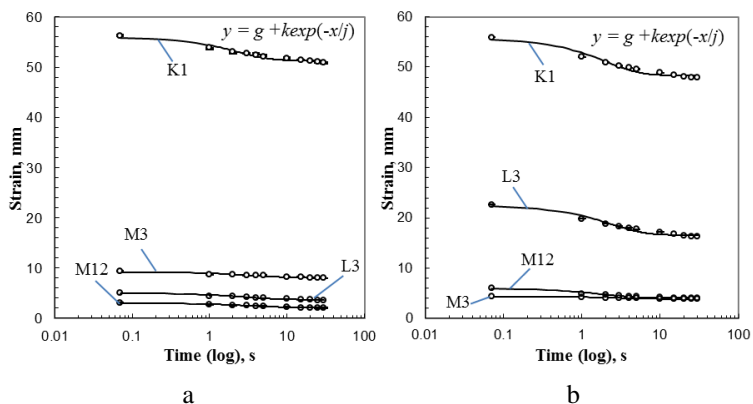 60
50
40
30
20
10
0
Strain, mm
y = g +kexp(-x/j)
K1
M3
M12
L3
0.01
0.1
1
10
100
Time (log), s
a
60
50
40
30
20
10
0
Strain, mm
y = g +kexp(-x/j)
K1
L3
M12
M3
0.01
0.1
1
10
100
Time (log), s
b